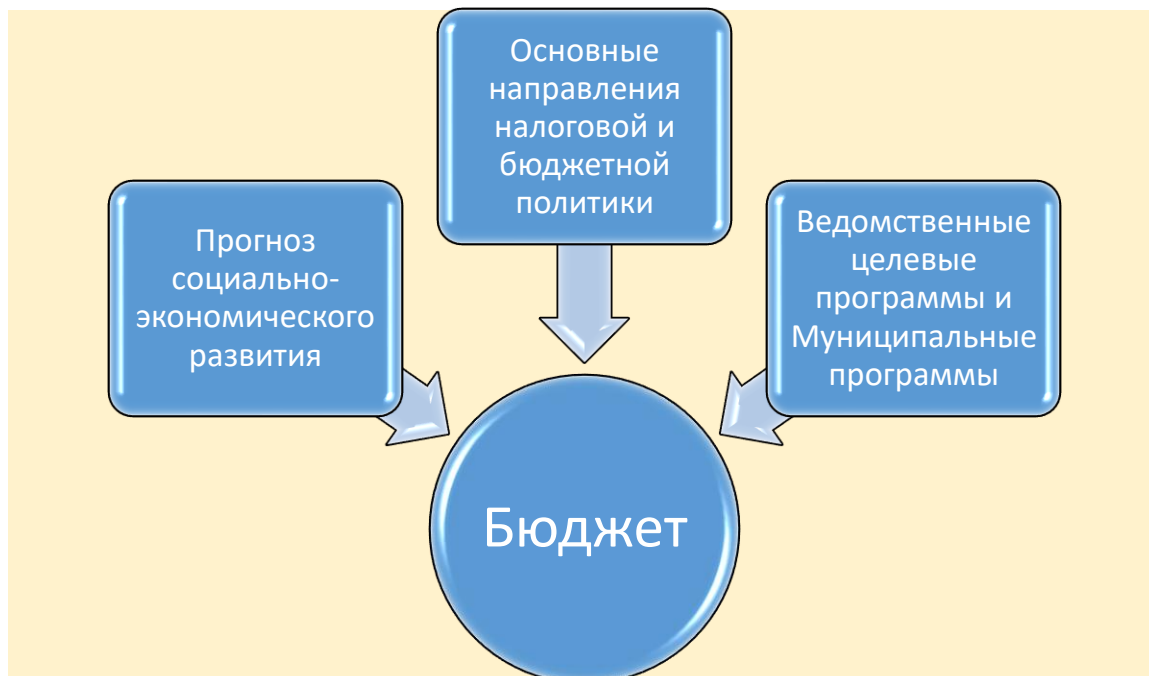 Основные
направления
налоговой и
бюджетной
политики
Прогноз
социально-
экономического
развития
Ведомственные
целевые
программы и
Муниципальные
программы
Бюджет